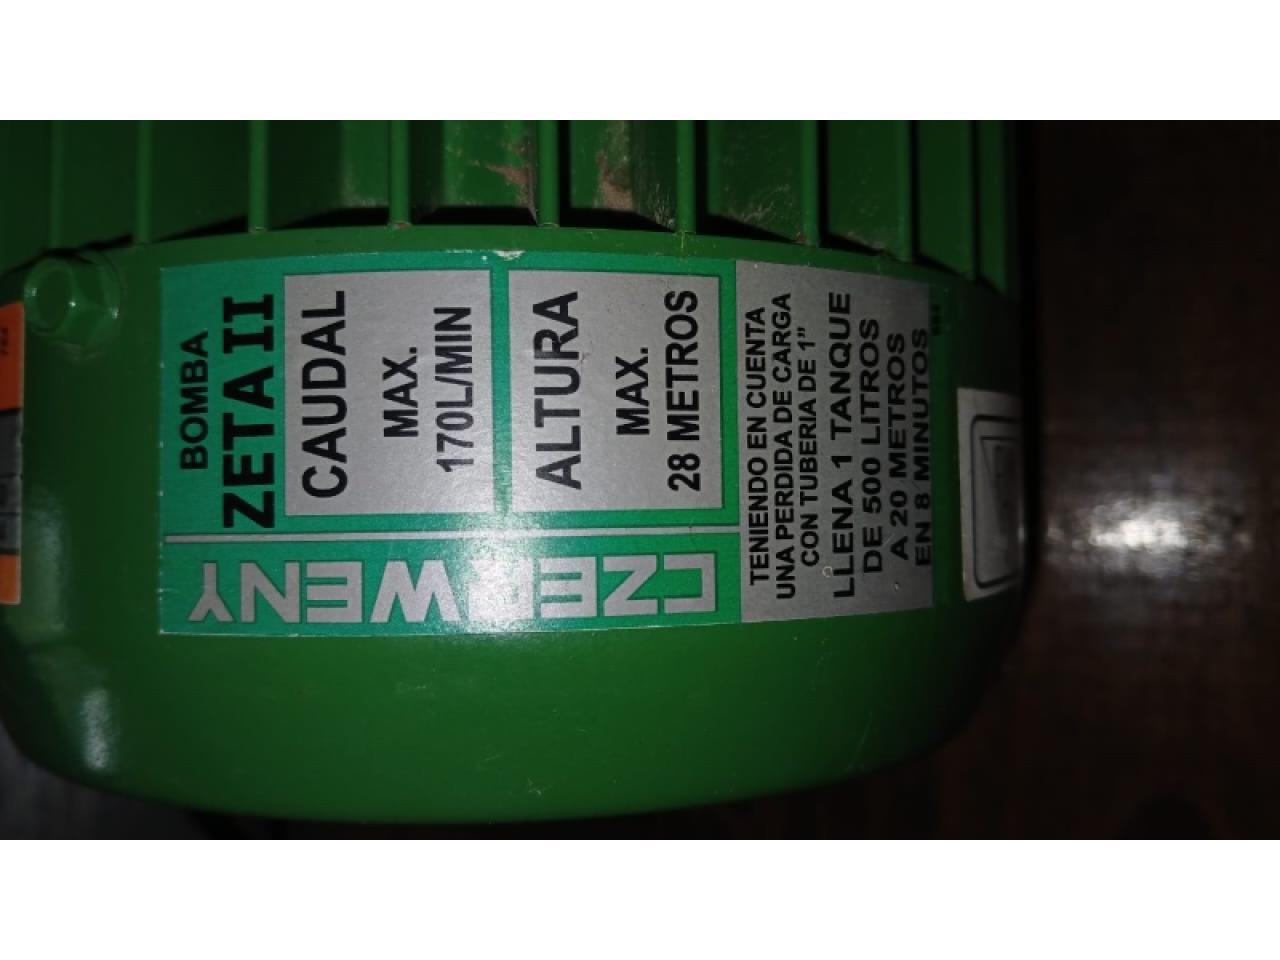 BOMBA
ZETA II
CAUDAL
MAX.
170L/MIN
ALTURA
MAX.
28 METROS
TENIENDO EN CUENTA
UNA PERDIDA DE CARGA
CON TUBERIA DE 1"
LLENA 1 TANQUE
DE 500 LITROS
A 20 METROS
EN 8 MINUTOS
CZERWENY